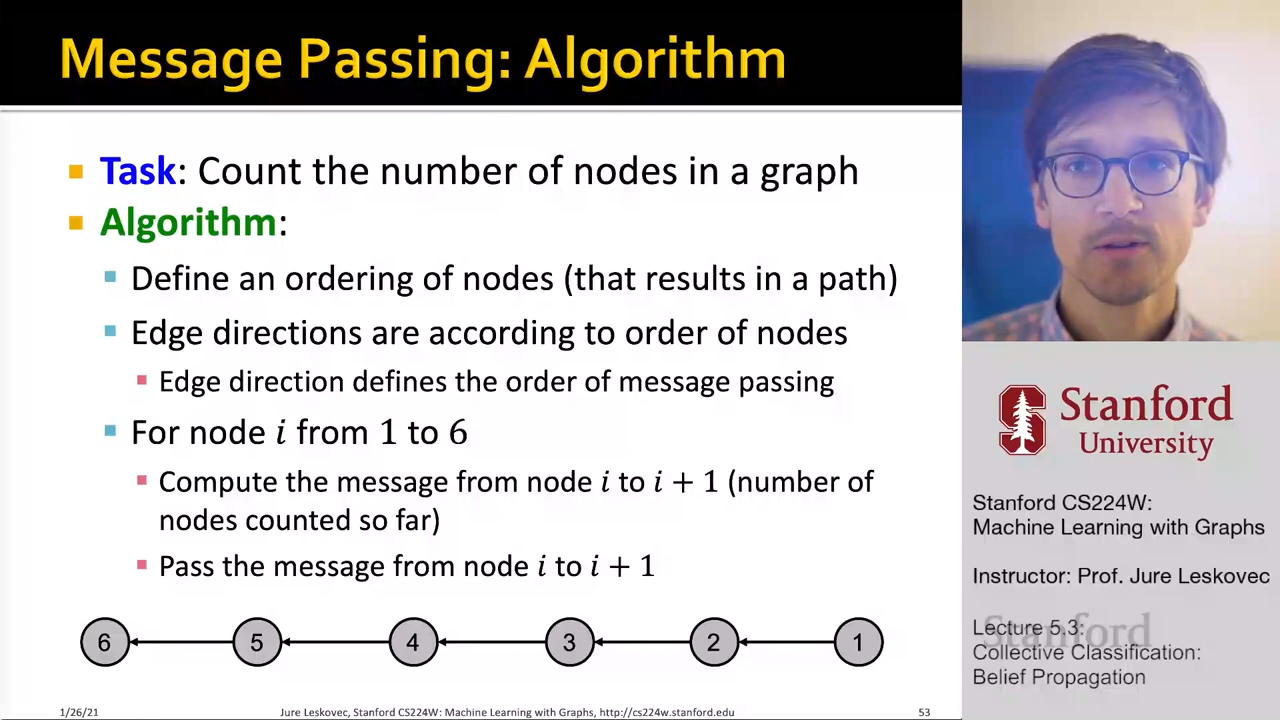 Message Passing: Algorithm
Task: Count the number of nodes in a graph
Algorithm:
Define an ordering of nodes (that results in a path)
Edge directions are according to order of nodes
Edge direction defines the order of message passing
For node i from 1 to 6
Compute the message from node i to i + 1 (number of
nodes counted so far)
Pass the message from node i to i + 1
6 5 4 3 2 1
1/26/21
Jure Leskovec, Stanford CS224W: Machine Learning with Graphs, http://cs224w.stanford.edu
53
Stanford
University
Stanford CS224W:
Machine Learning with Graphs
Instructor: Prof. Jure Leskovec
Lecture 5.3:
Stanford
Collective Classification:
Belief Propagation